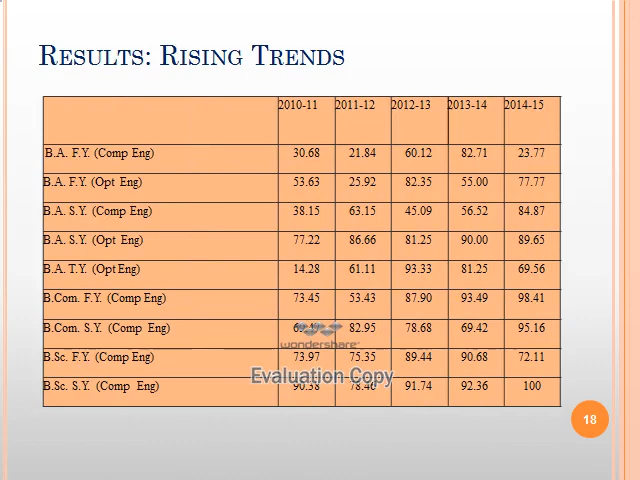 Results: Rising Trends
2010-11 2011-12 2012-13 2013-14 2014-15
B.A. F.Y. (Comp Eng) 30.68 21.84 60.12 82.71 23.77
B.A. F.Y. (Opt Eng) 53.63 25.92 82.35 55.00 77.77
B.A. S.Y. (Comp Eng) 38.15 63.15 45.09 56.52 84.87
B.A. S.Y. (Opt Eng) 77.22 86.66 81.25 90.00 89.65
B.A. T.Y. (Opt Eng) 14.28 61.11 93.33 81.25 69.56
B.Com. F.Y. (Comp Eng) 73.45 53.43 87.90 93.49 98.41
B.Com. S.Y. (Comp Eng) 82.95 78.68 69.42 95.16
wondershare
B.Sc. F.Y. (Comp Eng) 73.97 75.35 89.44 90.68 72.11
Evaluation Copy
B.Sc. S.Y. (Comp Eng) 90.38 91.74 92.36 100
18